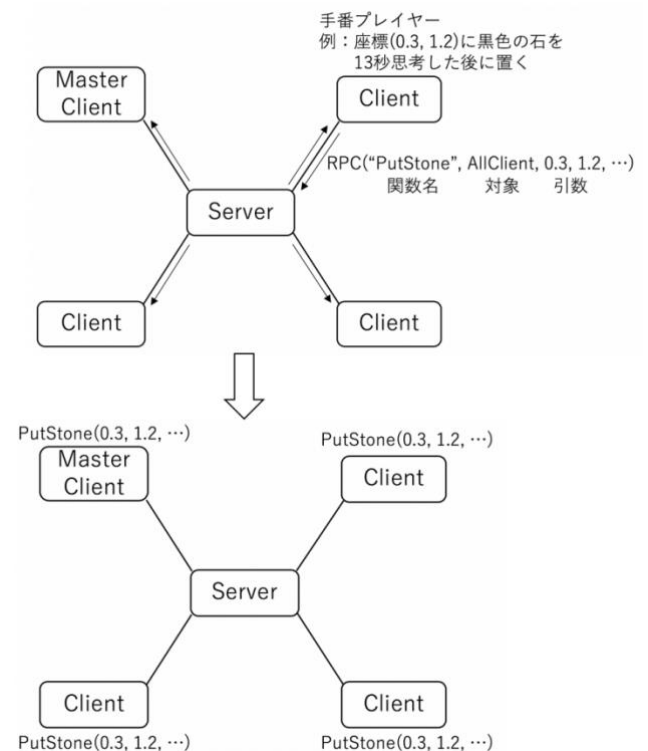 手番プレイヤー
例：座標(0.3, 1.2)に黒色の石を
13秒思考した後に置く
Master
Client
Client
RPC(“PutStone”, AllClient, 0.3, 1.2, …)
関数名 対象 引数
Server
Client
Client
PutStone(0.3, 1.2, …)
PutStone(0.3, 1.2, …)
Master
Client
Client
Server
Client
Client
PutStone(0.3, 1.2, …)
PutStone(0.3, 1.2, …)